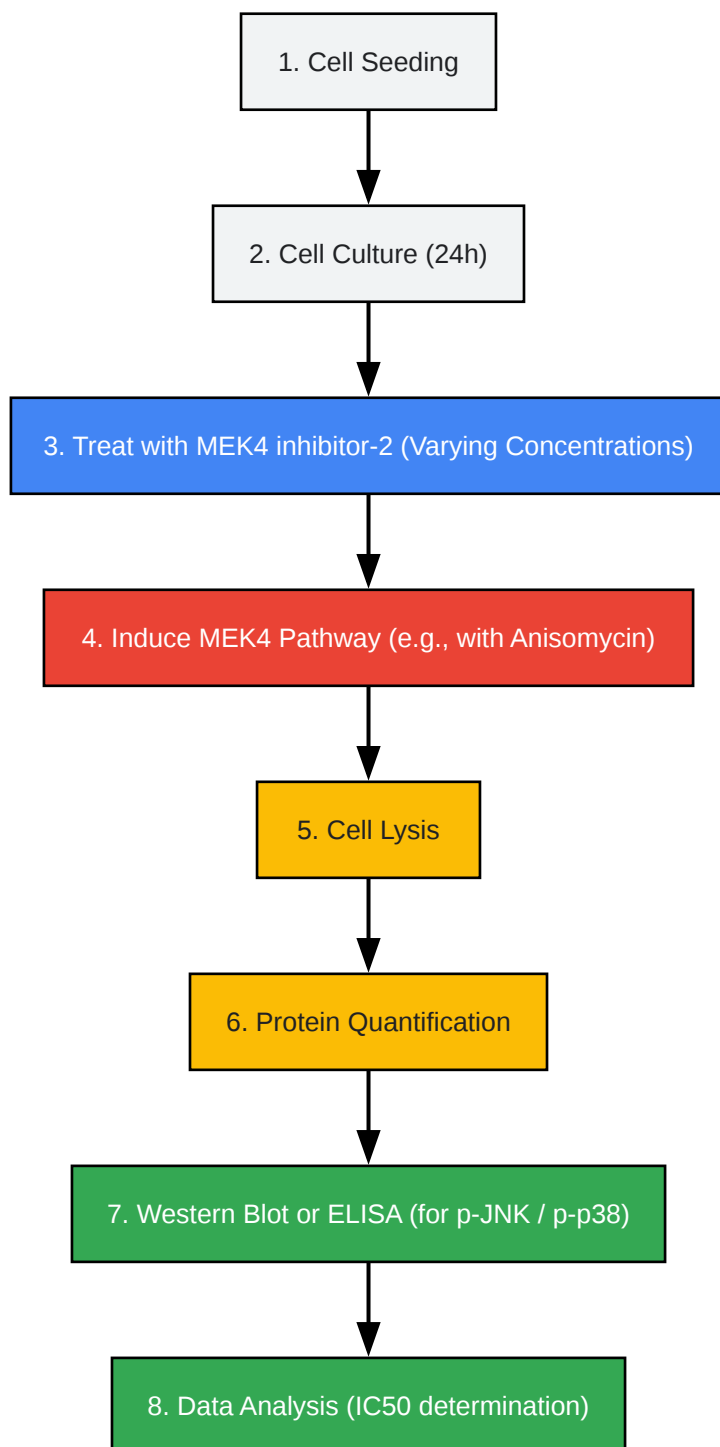 1. Cell Seeding
2. Cell Culture (24h)
3. Treat with MEK4 inhibitor-2 (Varying Concentrations)
4. Induce MEK4 Pathway (e.g., with Anisomycin)
5. Cell Lysis
6. Protein Quantification
7. Western Blot or ELISA (for p-JNK / p-p38)
8. Data Analysis (IC50 determination)